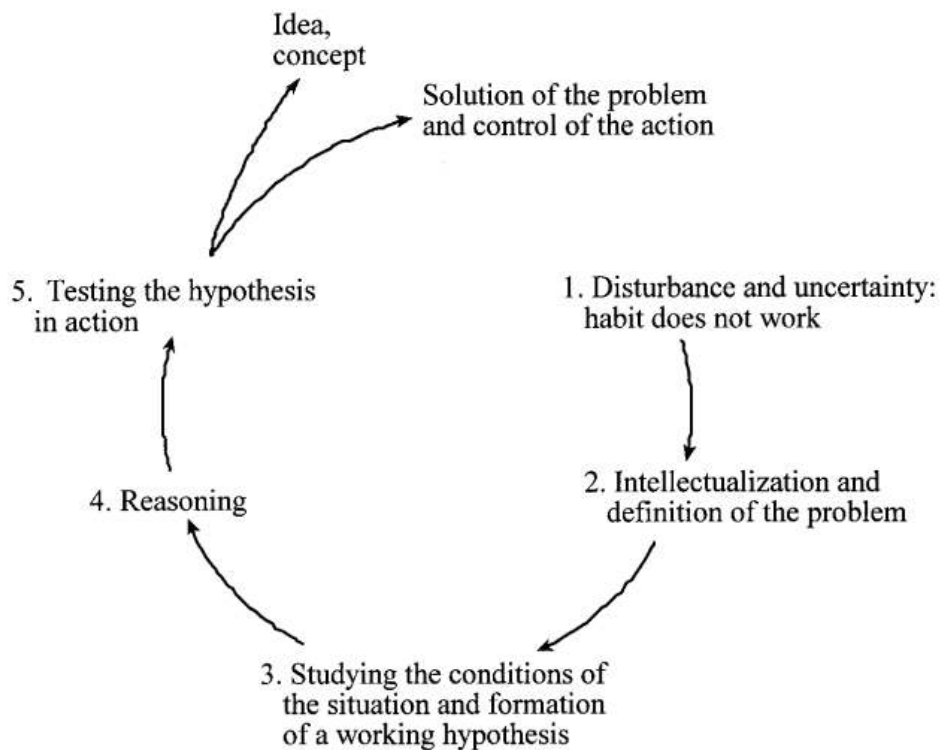 Idea,
concept
Solution of the problem
and control of the action
5. Testing the hypothesis
in action
1. Disturbance and uncertainty:
habit does not work
4. Reasoning
2. Intellectualization and
definition of the problem
3. Studying the conditions of
the situation and formation
of a working hypothesis